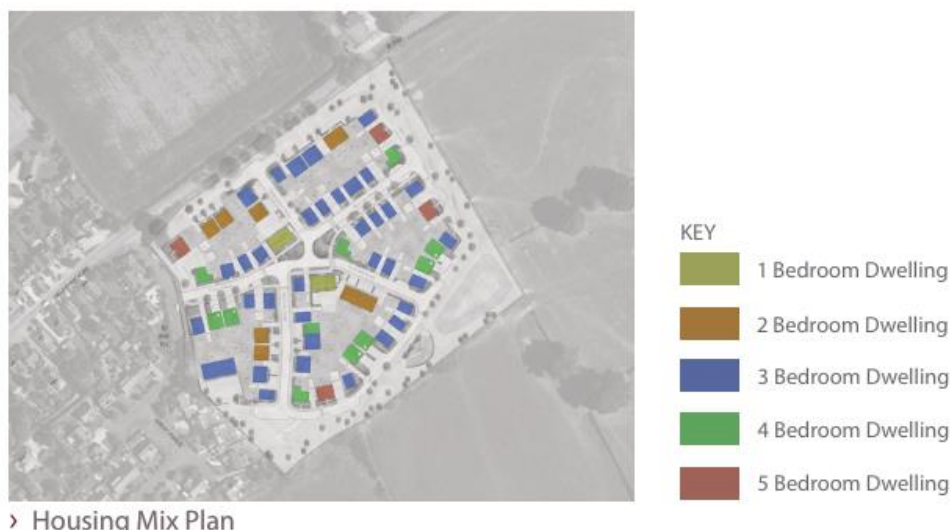 KEY
1 Bedroom Dwelling
2 Bedroom Dwelling
3 Bedroom Dwelling
4 Bedroom Dwelling
5 Bedroom Dwelling
› Housing Mix Plan